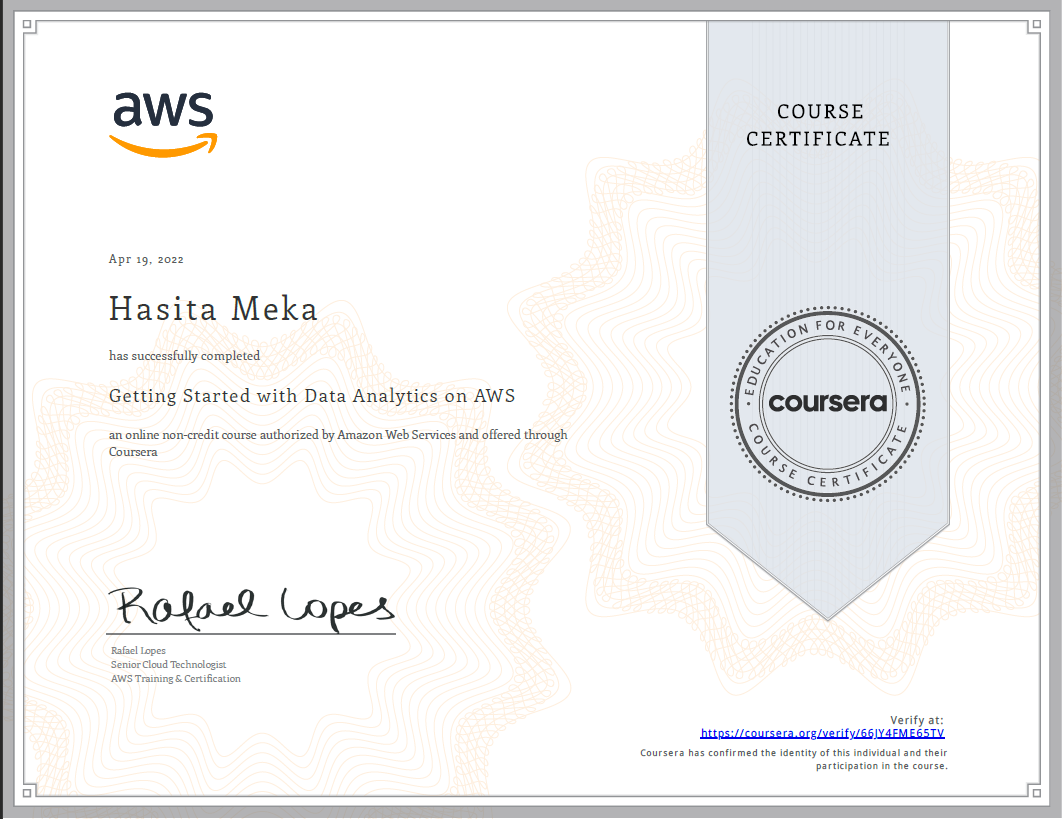 aws
COURSE
CERTIFICATE
Apr 19, 2022
Hasita Meka
has successfully completed
Getting Started with Data Analytics on AWS
an online non-credit course authorized by Amazon Web Services and offered through
Coursera
EDUCATION FOR EVERYONE
coursera
COURSE CERTIFICATE
Rafael Lopes
Rafael Lopes
Senior Cloud Technologist
AWS Training & Certification
Verify at:
https://coursera.org/verify/66JY4FME65TV
Coursera has confirmed the identity of this individual and their
participation in the course.